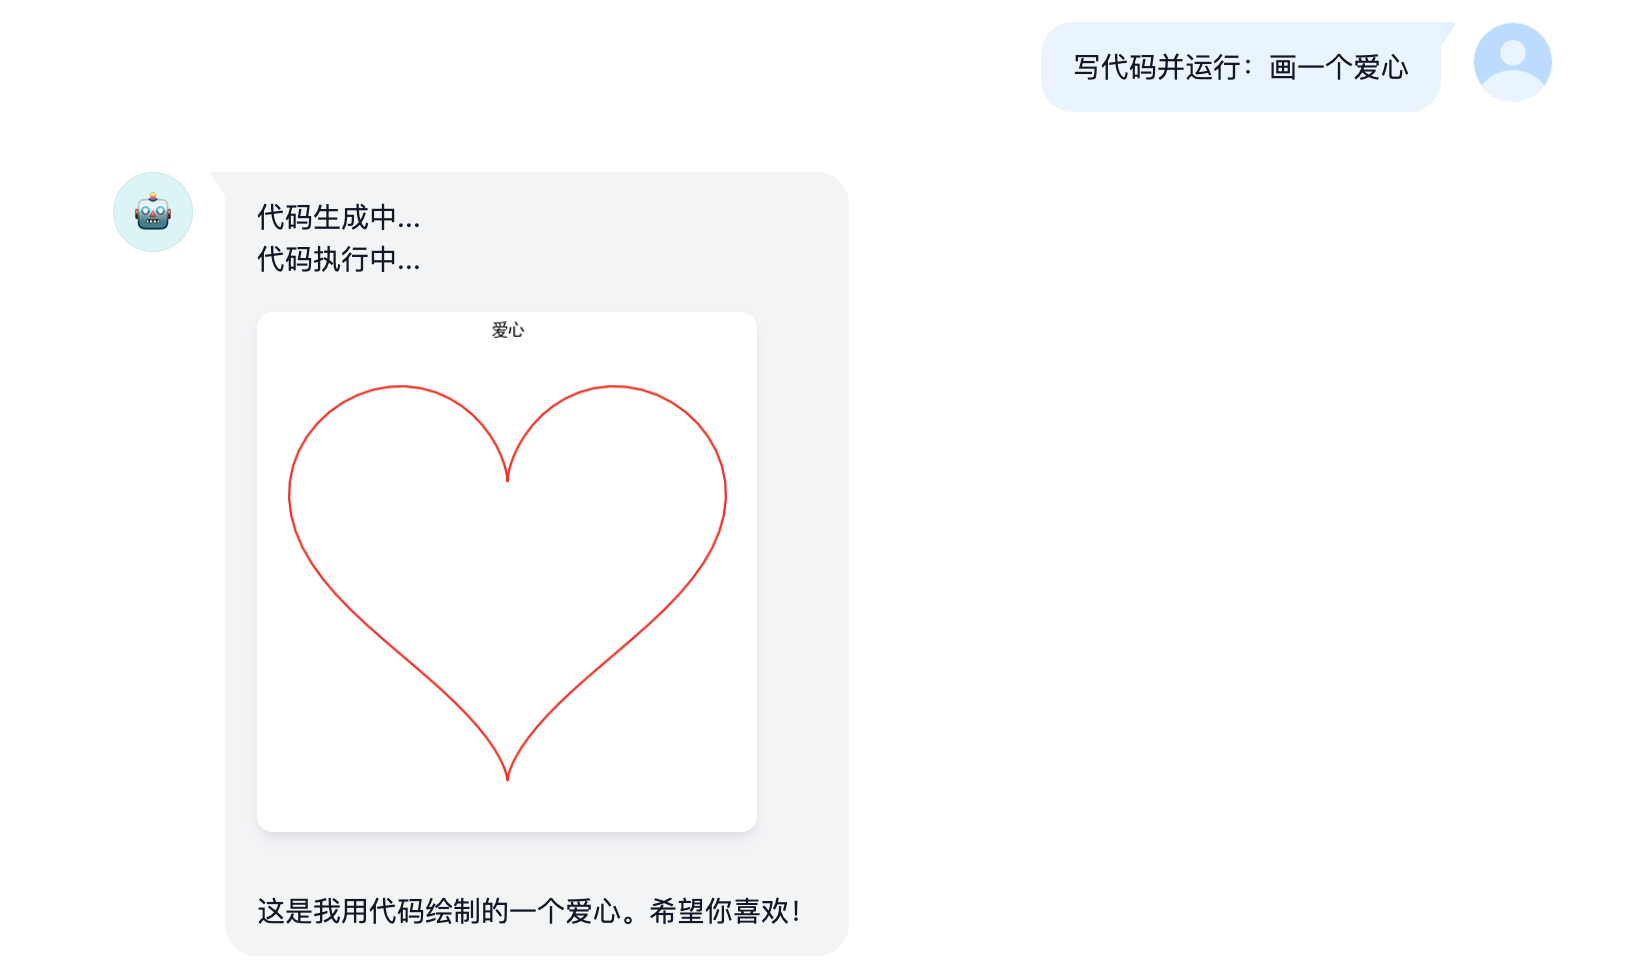 写代码并运行：画一个爱心
代码生成中...
代码执行中...
爱心
这是我用代码绘制的一个爱心。希望你喜欢！